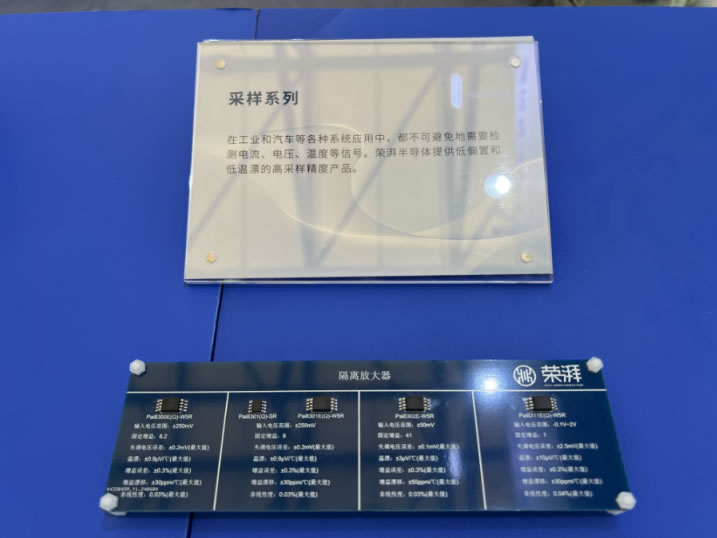 采样系列
在工业和汽车等各种系统应用中，都不可避免地需要检
测电流、电压、温度等信号。荣湃半导体提供低偏置和
低温漂的高采样精度产品。
隔离放大器
荣湃
Pai8300E(Q)-W5R
输入电压范围：±250mV
固定增益：8.2
失调电压误差：±0.2mV(最大值)
温漂：±0.9μV/℃(最大值)
增益误差：±0.3%(最大值)
增益漂移：±30ppm/℃(最大值)
非线性度：0.03%(最大值)
Pai8301(Q)-SR Pai8301E(Q)-W5R
输入电压范围：±250mV
固定增益：8
失调电压误差：±0.2mV(最大值)
温漂：±0.9μV/℃(最大值)
增益误差：±0.3%(最大值)
增益漂移：±30ppm/℃(最大值)
非线性度：0.03%(最大值)
Pai8302E-W5R
输入电压范围：±50mV
固定增益：41
失调电压误差：±0.1mV(最大值)
温漂：±3μV/℃(最大值)
增益误差：±0.3%(最大值)
增益漂移：±50ppm/℃(最大值)
非线性度：0.03%(最大值)
E(Q)-W5R
输入电压范围：-0.1V~2V
固定增益：1
失调电压误差：±2.5mV(最大值)
温漂：±10μV/℃(最大值)
增益误差：±0.3%(最大值)
增益漂移：±30ppm/℃(最大值)
非线性度：0.04%(最大值)